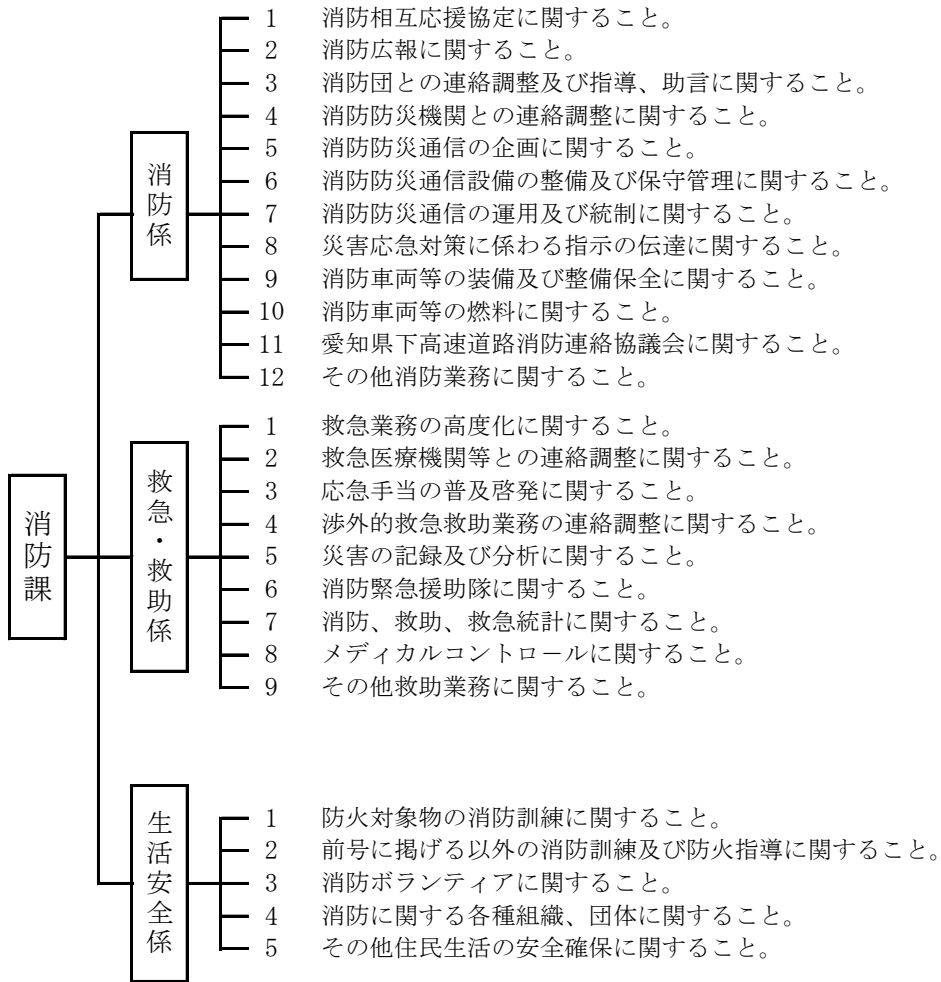 消防課
消防係
1 消防相互応援協定に関すること。
2 消防広報に関すること。
3 消防団との連絡調整及び指導、助言に関すること。
4 消防防災機関との連絡調整に関すること。
5 消防防災通信の企画に関すること。
6 消防防災通信設備の整備及び保守管理に関すること。
7 消防防災通信の運用及び統制に関すること。
8 災害応急対策に係わる指示の伝達に関すること。
9 消防車両等の装備及び整備保全に関すること。
10 消防車両等の燃料に関すること。
11 愛知県下高速道路消防連絡協議会に関すること。
12 その他消防業務に関すること。
救急・救助係
1 救急業務の高度化に関すること。
2 救急医療機関等との連絡調整に関すること。
3 応急手当の普及啓発に関すること。
4 渉外的救急救助業務の連絡調整に関すること。
5 災害の記録及び分析に関すること。
6 消防緊急援助隊に関すること。
7 消防、救助、救急統計に関すること。
8 メディカルコントロールに関すること。
9 その他救助業務に関すること。
生活安全係
1 防火対象物の消防訓練に関すること。
2 前号に掲げる以外の消防訓練及び防火指導に関すること。
3 消防ボランティアに関すること。
4 消防に関する各種組織、団体に関すること。
5 その他住民生活の安全確保に関すること。